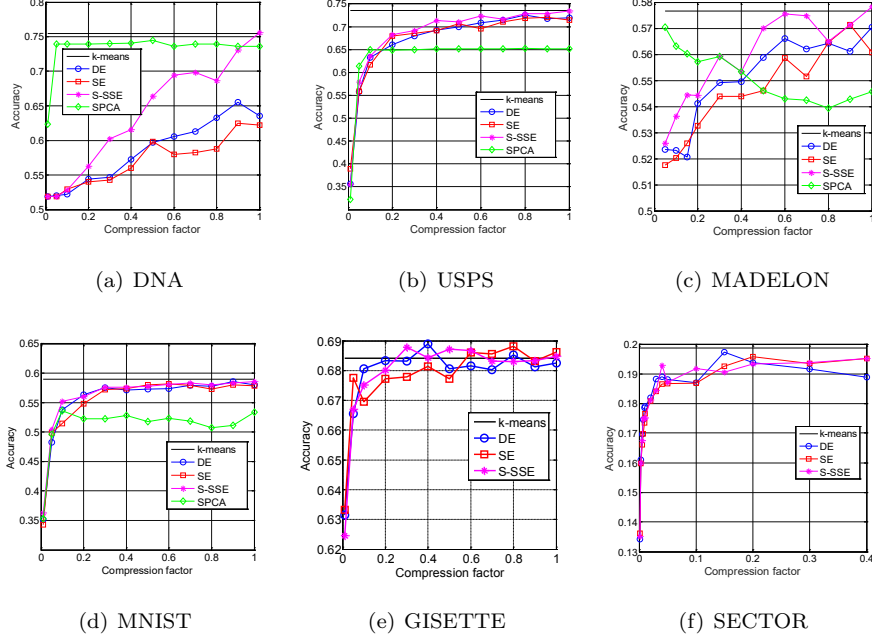 0.8
0.75
0.7
0.65
0.6
0.55
0.5
Accuracy
0 0.2 0.4 0.6 0.8 1
Compression factor
k-means
DE
SE
S-SSE
SPCA
(a) DNA
0.75
0.7
0.65
0.6
0.55
0.5
0.45
0.4
0.35
Accuracy
0 0.2 0.4 0.6 0.8 1
Compression factor
k-means
DE
SE
S-SSE
SPCA
(b) USPS
0.58
0.57
0.56
0.55
0.54
0.53
0.52
0.51
0.5
Accuracy
0 0.2 0.4 0.6 0.8 1
Compression factor
k-means
DE
SE
S-SSE
SPCA
(c) MADELON
0.65
0.6
0.55
0.5
0.45
0.4
0.35
Accuracy
0 0.2 0.4 0.6 0.8 1
Compression factor
k-means
DE
SE
S-SSE
SPCA
(d) MNIST
0.69
0.68
0.67
0.66
0.65
0.64
0.63
0.62
Accuracy
0 0.2 0.4 0.6 0.8 1
Compression factor
k-means
DE
SE
S-SSE
(e) GISETTE
0.2
0.19
0.18
0.17
0.16
0.15
0.14
0.13
Accuracy
0 0.1 0.2 0.3 0.4
Compression factor
k-means
DE
SE
S-SSE
(f) SECTOR